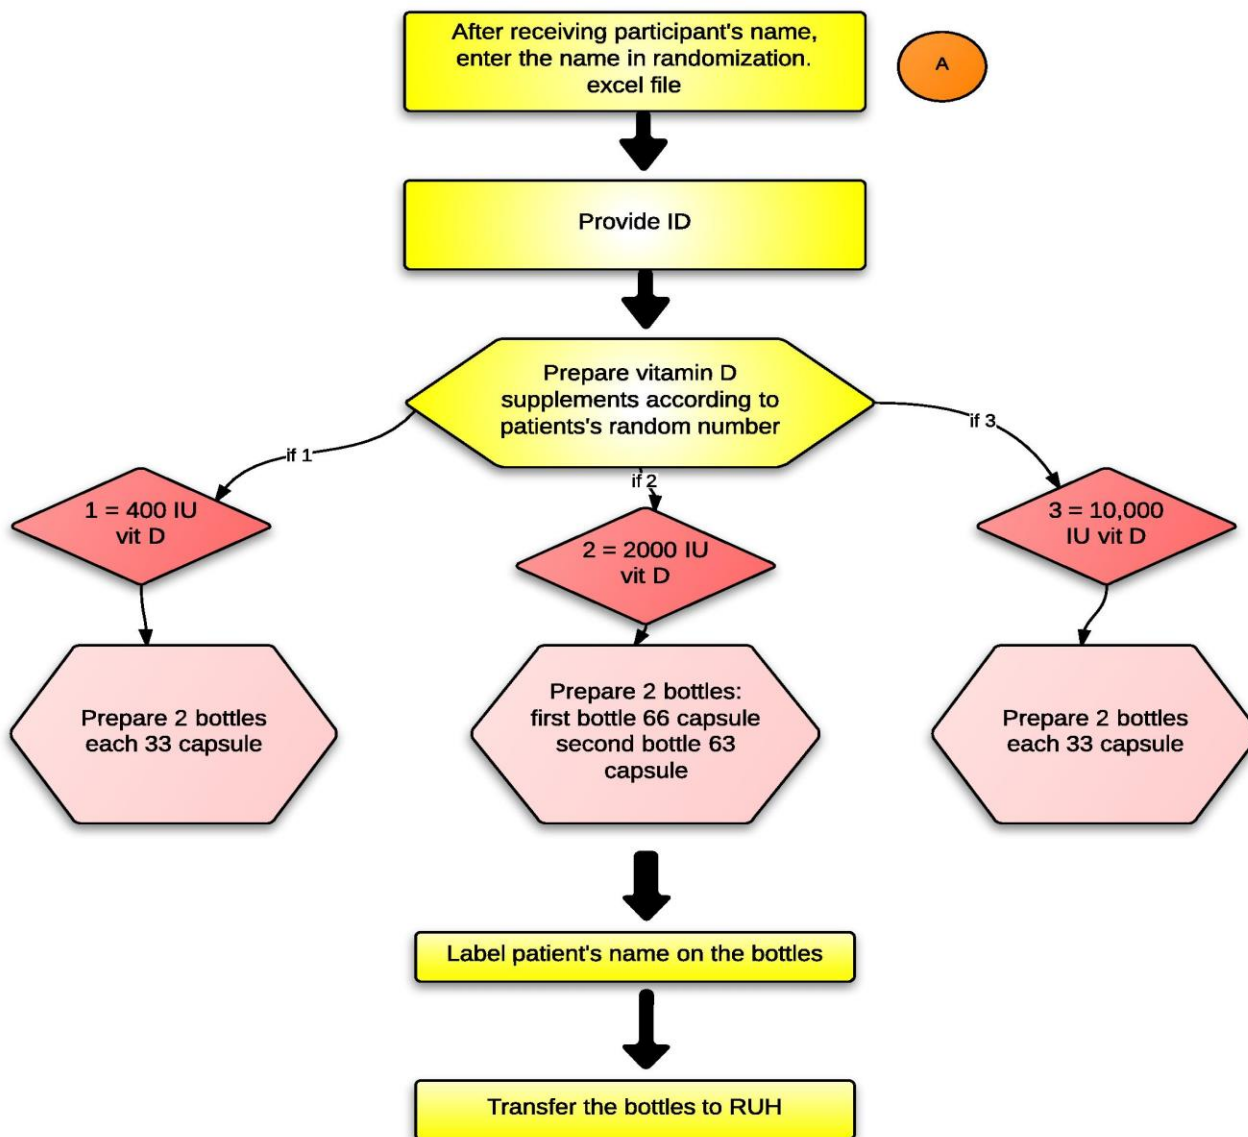 After receiving participant's name,
enter the name in randomization.
excel file
A
Provide ID
Prepare vitamin D
supplements according to
patients's random number
if 1
if 2
if 3
1 = 400 IU
vit D
2 = 2000 IU
vit D
3 = 10,000
IU vit D
Prepare 2 bottles
each 33 capsule
Prepare 2 bottles:
first bottle 66 capsule
second bottle 63
capsule
Prepare 2 bottles
each 33 capsule
Label patient's name on the bottles
Transfer the bottles to RUH